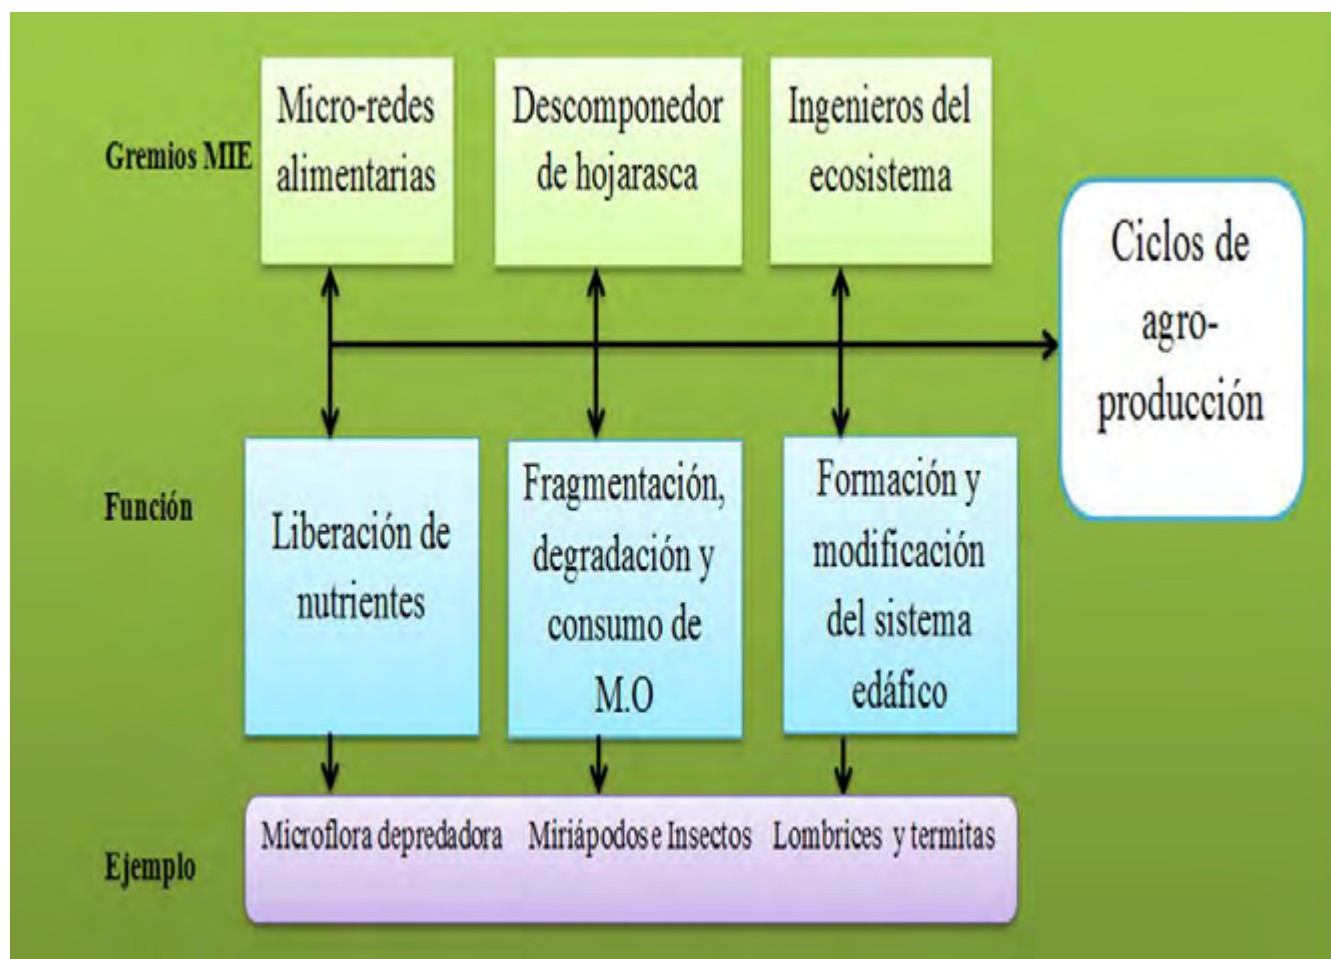 Gremios MIE
Micro-redes
alimentarias
Descomponedor
de hojarasca
Ingenieros del
ecosistema
Ciclos de
agro-
producción
Función
Liberación de
nutrientes
Fragmentación,
degradación y
consumo de
M.O
Formación y
modificación
del sistema
edáfico
Ejemplo
Microflora depredadora
Miriápodos e Insectos
Lombrices y termitas